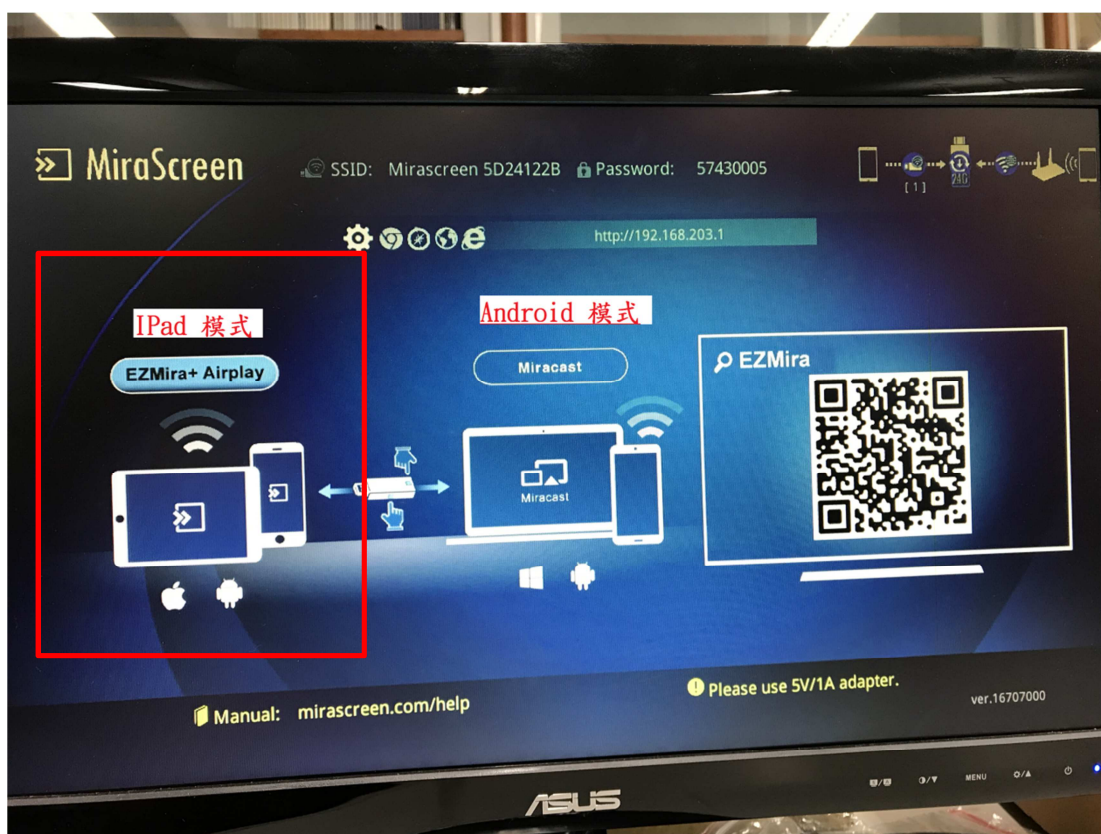 MiraScreen
SSID: Mirascreen 5D24122B Password: 57430005
[1]
24G
http://192.168.203.1
IPad 模式
Android 模式
EZMira+ Airplay
Miracast
EZMira
Miracast
Manual: mirascreen.com/help
Please use 5V/1A adapter.
ver.16707000
MENU
ASUS